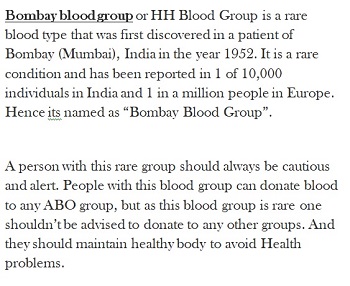 Bombay blood group or HH Blood Group is a rare
blood type that was first discovered in a patient of
Bombay (Mumbai), India in the year 1952. It is a rare
condition and has been reported in 1 of 10,000
individuals in India and 1 in a million people in Europe.
Hence its named as “Bombay Blood Group”.
A person with this rare group should always be cautious
and alert. People with this blood group can donate blood
to any ABO group, but as this blood group is rare one
shouldn’t be advised to donate to any other groups. And
they should maintain healthy body to avoid Health
problems.